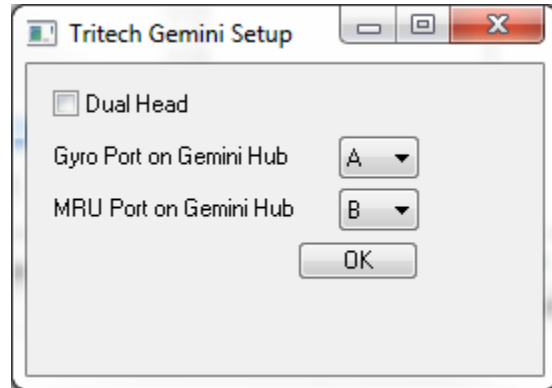 Tritech Gemini Setup
Dual Head
Gyro Port on Gemini Hub A
MRU Port on Gemini Hub B
OK